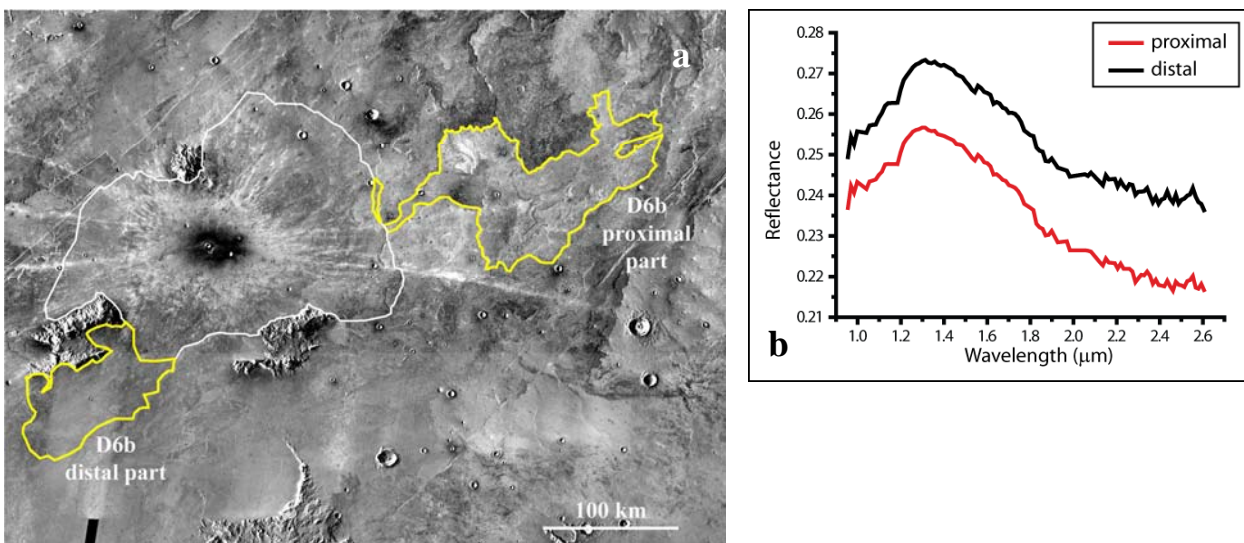 a
D6b
proximal
part
D6b
distal part
100 km
proximal
distal
0.28
0.27
0.26
0.25
0.24
0.23
0.22
0.21
Reflectance
1.0 1.2 1.4 1.6 1.8 2.0 2.2 2.4 2.6
Wavelength (μm)
b